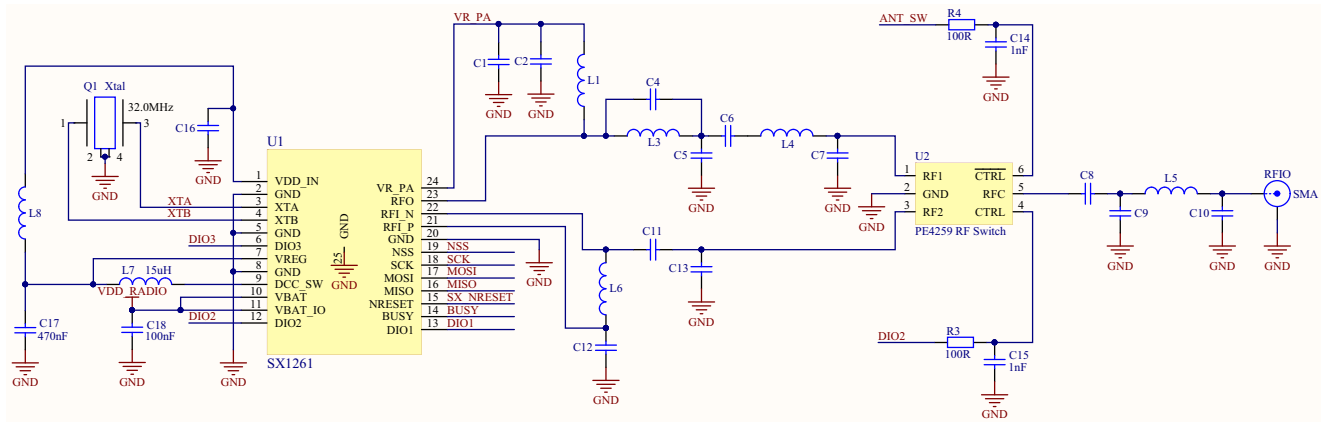 VR_PA
ANT_SW
R4
100R
C14
1nF
GND
C1
C2
GND
GND
L1
C4
L3
C6
L4
C5
GND
C7
GND
Q1 Xtal
32.0MHz
1
3
2 4
GND
C16
GND
L8
XTA
XTB
DIO3
L7 15uH
VDD_RADIO
DIO2
C17
470nF
GND
C18
100nF
GND
GND
U1
1 VDD_IN
2 GND
3 XTA
4 XTB
5 GND
6 DIO3
7 VREG
8 GND
9 DCC_SW
10 VBAT
11 VBAT_IO
12 DIO2
GND
25
GND
VR_PA 24
RFO 23
RFI_N 22
RFI_P 21
GND 20
NSS 19 NSS
SCK 18 SCK
MOSI 17 MOSI
MISO 16 MISO
NRESET 15 SX_NRESET
BUSY 14 BUSY
DIO1 13 DIO1
SX1261
GND
C11
L6
C13
GND
C12
GND
U2
1 RF1
2 GND
3 RF2
CTRL 6
RFC 5
CTRL 4
PE4259 RF Switch
GND
C8
L5
C9
GND
C10
GND
RFIO
SMA
GND
DIO2
R3
100R
C15
1nF
GND